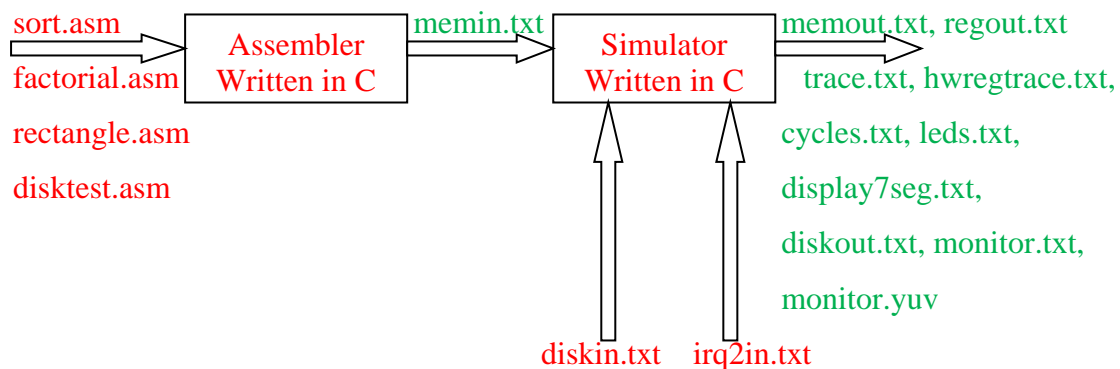 sort.asm
factorial.asm
rectangle.asm
disktest.asm
Assembler
Written in C
memin.txt
Simulator
Written in C
memout.txt, regout.txt
trace.txt, hwregtrace.txt,
cycles.txt, leds.txt,
display7seg.txt,
diskout.txt, monitor.txt,
monitor.yuv
diskin.txt
irq2in.txt